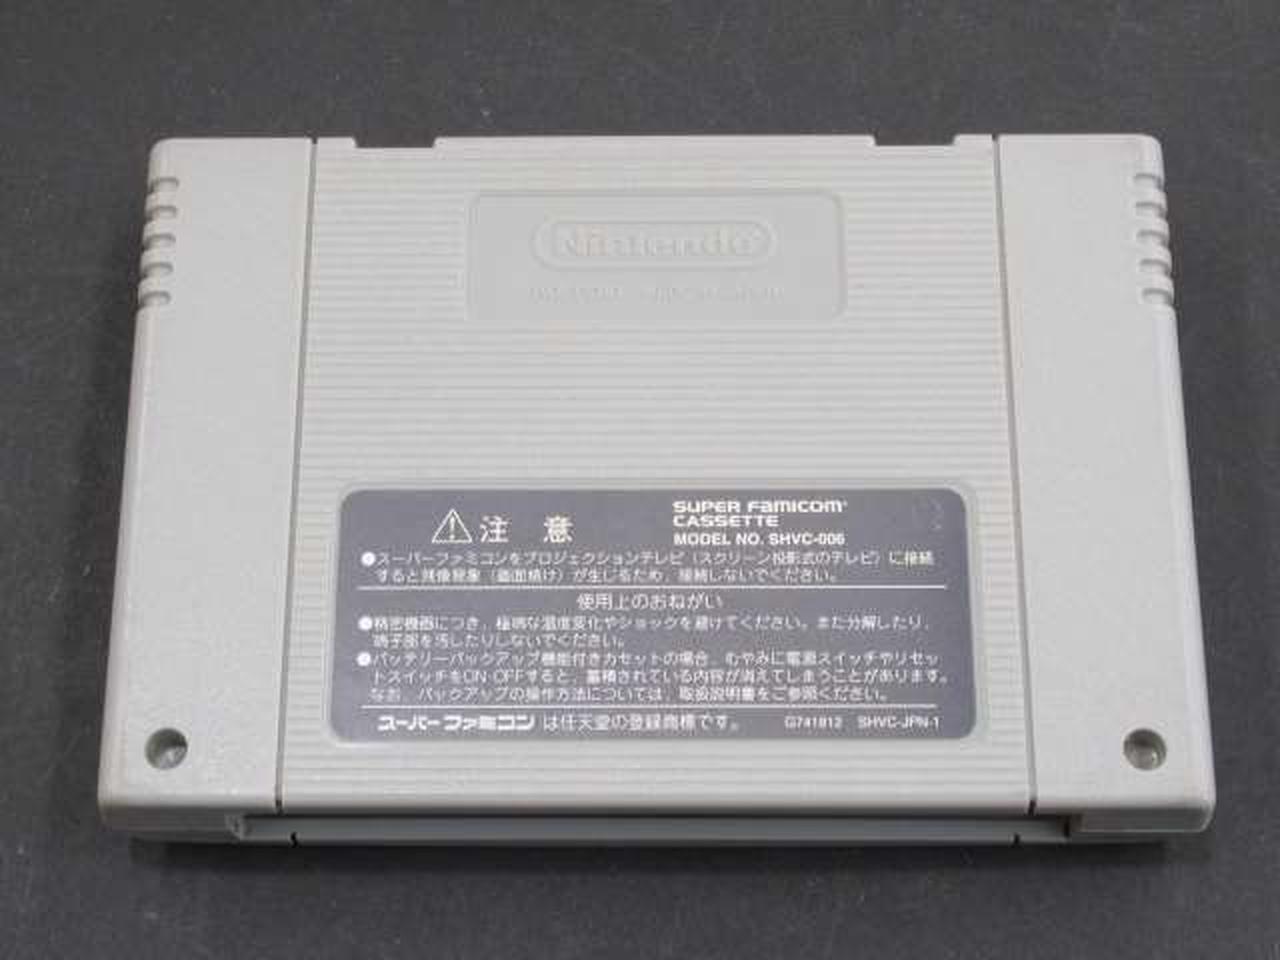 Nintendo
注意
SUPER FAMICOM
CASSETTE
MODEL NO. SHVC-006
●スーパーファミコンをプロジェクションテレビ（スクリーン投影式のテレビ）に接続
すると残像現象（画面焼け）が生じるため、接続しないでください。
使用上のおねがい
●精密機器につき、極端な温度変化やショックを避けてください。また分解したり、
端子部を汚したりしないでください。
●バッテリーバックアップ機能付きカセットの場合、むやみに電源スイッチやリセッ
トスイッチをON·OFFすると、蓄積されている内容が消えてしまうことがあります。
なお、バックアップの操作方法については、取扱説明書をご参照ください。
スーパーファミコンは任天堂の登録商標です。 G741812 SHVC-JPN-1